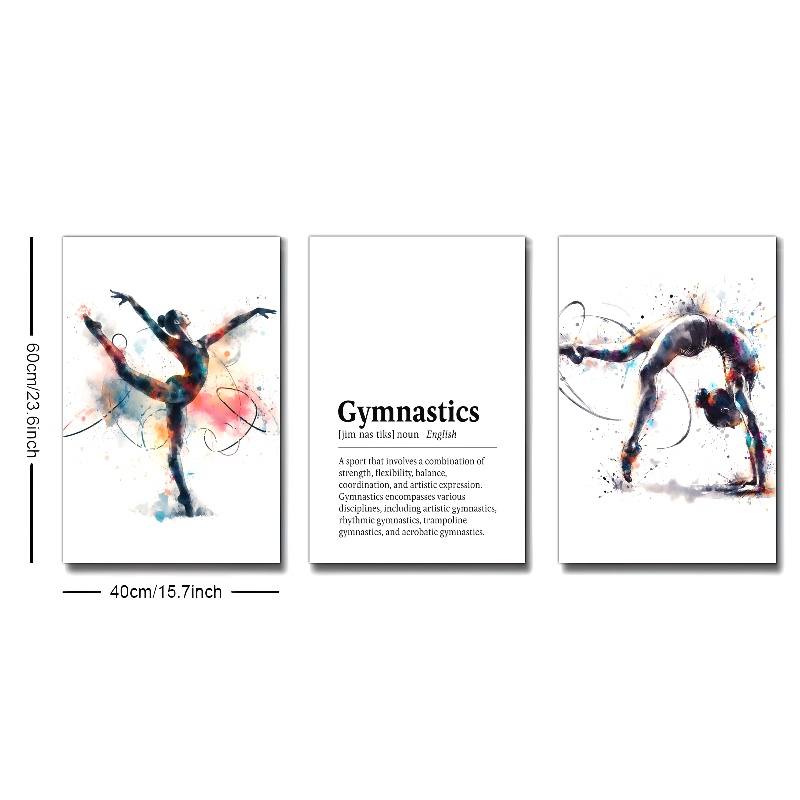 60cm/23.6inch
Gymnastics
[jim nas tiks] noun English
A sport that involves a combination of
strength, flexibility, balance,
coordination, and artistic expression.
Gymnastics encompasses various
disciplines, including artistic gymnastics,
rhythmic gymnastics, trampoline
gymnastics, and acrobatic gymnastics.
40cm/15.7inch